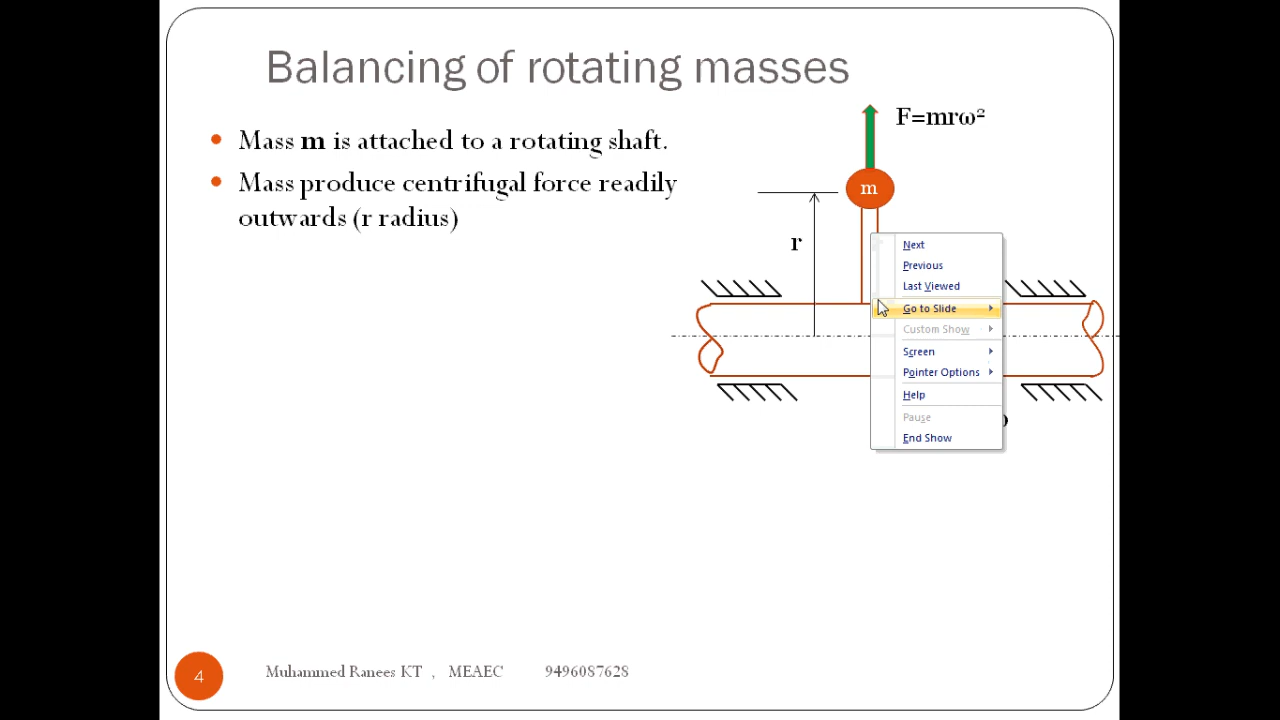 Balancing of rotating masses
Mass m is attached to a rotating shaft.
Mass produce centrifugal force readily
outwards (r radius)
F=mrω²
m
r
Next
Previous
Last Viewed
Go to Slide
Custom Show
Screen
Pointer Options
Help
Pause
End Show
4
Muhammed Ranees KT , MEAEC 9496087628